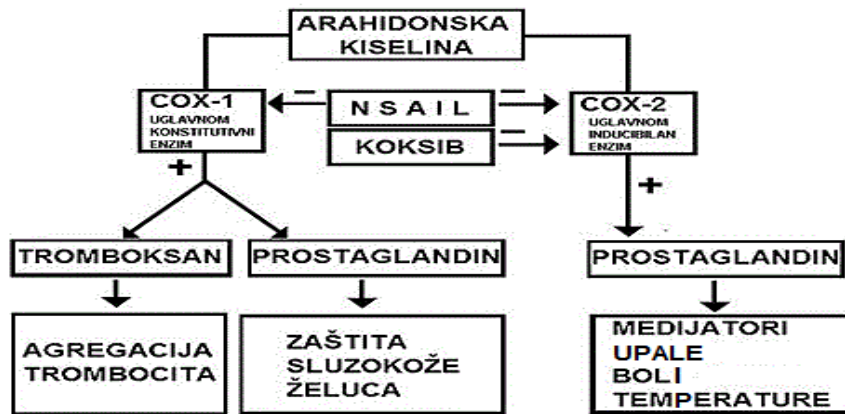 ARAHIDONSKA
KISELINA
COX-1
UGLAVNOM
KONSTITUTIVNI
ENZIM
–
N S A I L
–
COX-2
UGLAVNOM
INDUCIBILAN
ENZIM
KOKSIB
–
+
+
TROMBOKSAN
PROSTAGLANDIN
PROSTAGLANDIN
AGREGACIJA
TROMBOCITA
ZAŠTITA
SLUZOKOŽE
ŽELUCA
MEDIJATORI
UPALE
BOLI
TEMPERATURE